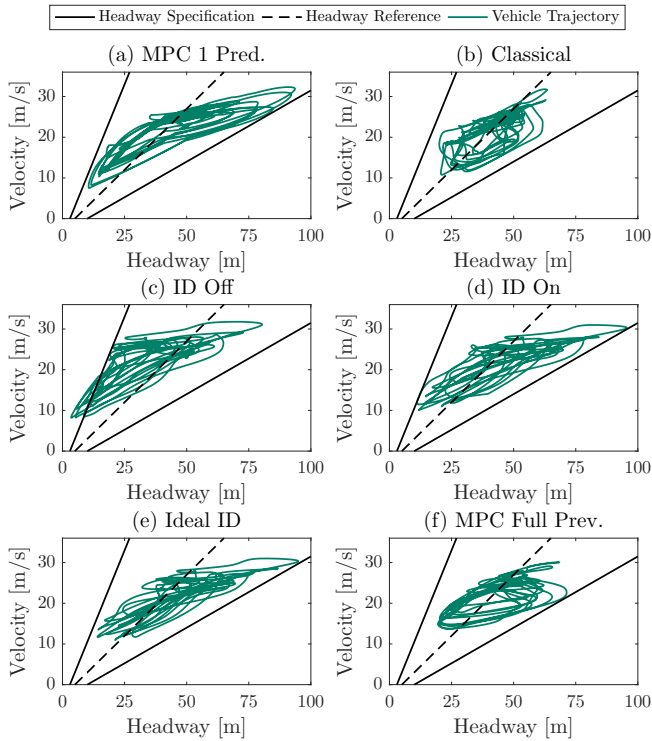 Headway Specification Headway Reference Vehicle Trajectory
(a) MPC 1 Pred.
Velocity [m/s]
30
20
10
0
0 25 50 75 100
Headway [m]
(b) Classical
Velocity [m/s]
30
20
10
0
0 25 50 75 100
Headway [m]
(c) ID Off
Velocity [m/s]
30
20
10
0
0 25 50 75 100
Headway [m]
(d) ID On
Velocity [m/s]
30
20
10
0
0 25 50 75 100
Headway [m]
(e) Ideal ID
Velocity [m/s]
30
20
10
0
0 25 50 75 100
Headway [m]
(f) MPC Full Prev.
Velocity [m/s]
30
20
10
0
0 25 50 75 100
Headway [m]